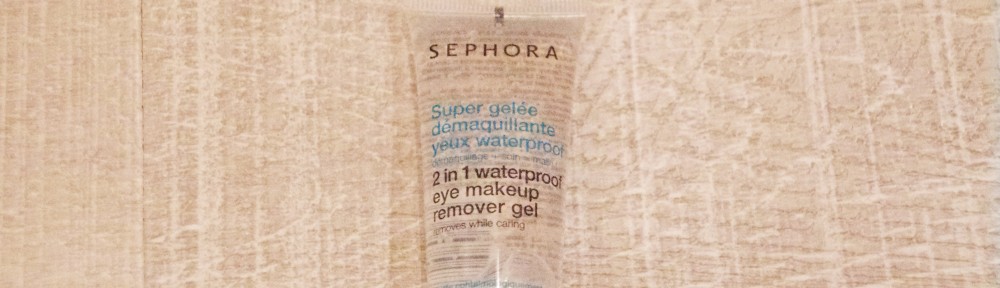 SEPHORA
Super gelée
démaquillante
yeux waterproof
2 in 1 waterproof
eye makeup
remover gel
removes while caring